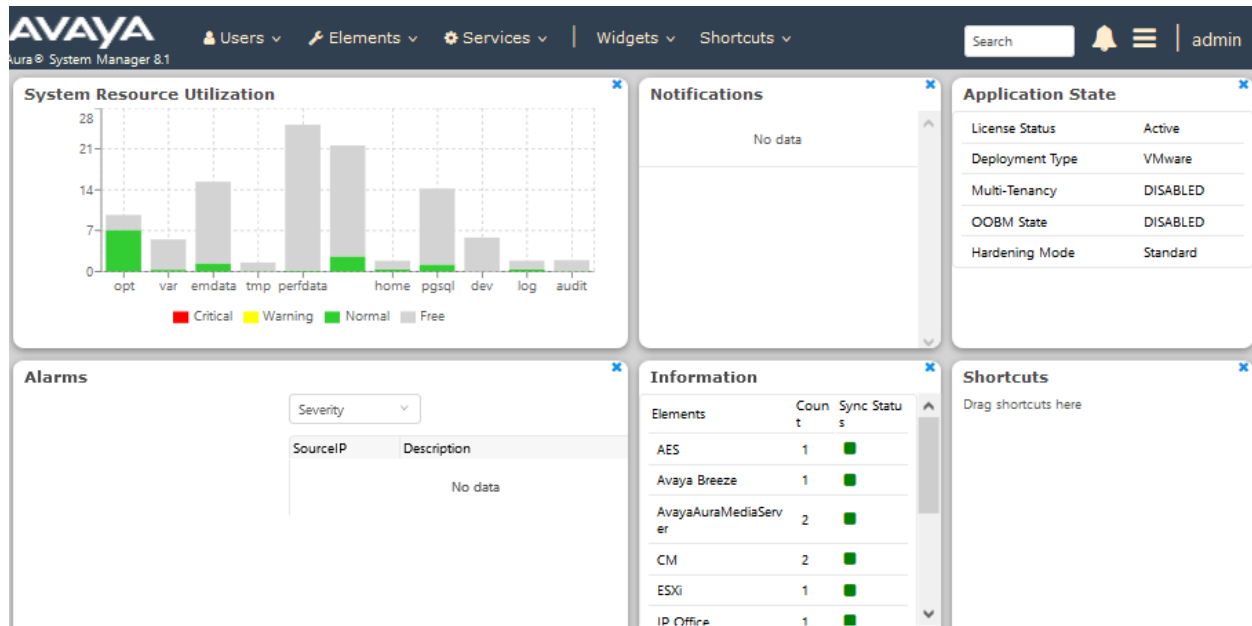 AVAYA
Aura® System Manager 8.1
Users
Elements
Services
Widgets
Shortcuts
Search
admin
System Resource Utilization
28
21
14
7
0
opt var emdata tmp perfdata home pgsql dev log audit
Critical Warning Normal Free
Notifications
No data
Application State
License Status Active
Deployment Type VMware
Multi-Tenancy DISABLED
OOBM State DISABLED
Hardening Mode Standard
Alarms
Severity
SourceIP Description
No data
Information
Elements Coun Sync Statu
t s
AES 1
Avaya Breeze 1
AvayaAuraMediaServ
er 2
CM 2
ESXi 1
IP Office 1
Shortcuts
Drag shortcuts here